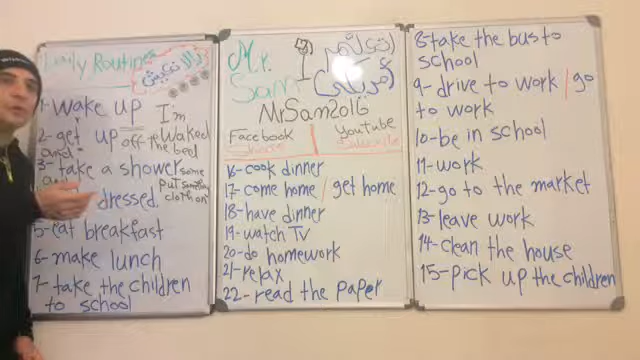 Daily Routines
1-wake up I'm
2-get up off the Waked
and the bed
3-take a shower some
put something
dressed. cloth on
5-eat breakfast
6-make lunch
7-take the children
to school
Mr.
Sam
MrSam2016
Facebook Youtube
Subscribe
16-cook dinner
17-come home / get home
18-have dinner
19-watch TV
20-do homework
21-relax
22-read the paper
8-take the bus to
school
9-drive to work / go
to work
10-be in school
11-work
12-go to the market
13-leave work
14-clean the house
15-pick up the children